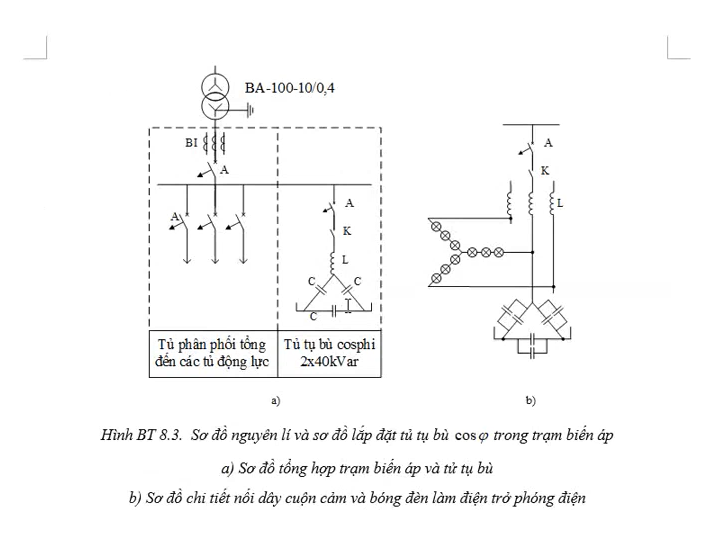 BA-100-10/0,4
BI
A
A
A
K
L
C
C
C
Tủ phân phối tổng
đến các tủ động lực
Tủ tụ bù cosphi
2x40kVar
a)
A
K
L
b)
Hình BT 8.3. Sơ đồ nguyên lí và sơ đồ lắp đặt tủ tụ bù cos φ trong trạm biến áp
a) Sơ đồ tổng hợp trạm biến áp và tử tụ bù
b) Sơ đồ chi tiết nối dây cuộn cảm và bóng đèn làm điện trở phóng điện